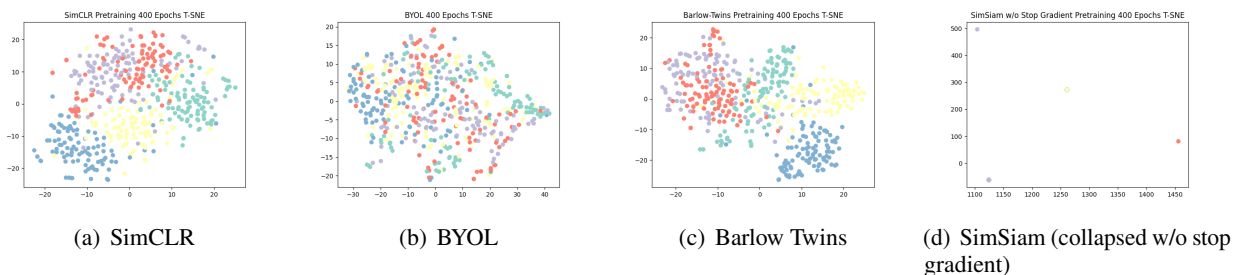 SimCLR Pretraining 400 Epochs T-SNE
20
10
0
−10
−20
−20 −10 0 10 20
(a) SimCLR
BYOL 400 Epochs T-SNE
20
15
10
5
0
−5
−10
−15
−20
−30 −20 −10 0 10 20 30 40
(b) BYOL
Barlow-Twins Pretraining 400 Epochs T-SNE
20
10
0
−10
−20
−20 −10 0 10 20
(c) Barlow Twins
SimSiam w/o Stop Gradient Pretraining 400 Epochs T-SNE
500
400
300
200
100
0
1100 1150 1200 1250 1300 1350 1400 1450
(d) SimSiam (collapsed w/o stop
gradient)